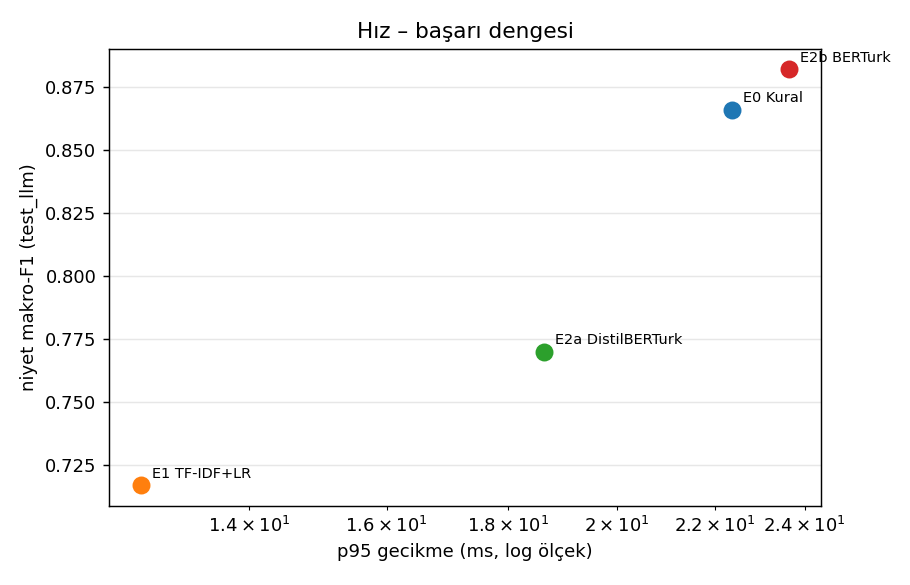 Hız – başarı dengesi
E2b BERTurk
0.875
E0 Kural
0.850
0.825
0.800
0.775
E2a DistilBERTurk
0.750
0.725
E1 TF-IDF+LR
niyet makro-F1 (test_llm)
1.4 × 10¹
1.6 × 10¹
1.8 × 10¹
2 × 10¹
2.2 × 10¹
2.4 × 10¹
p95 gecikme (ms, log ölçek)